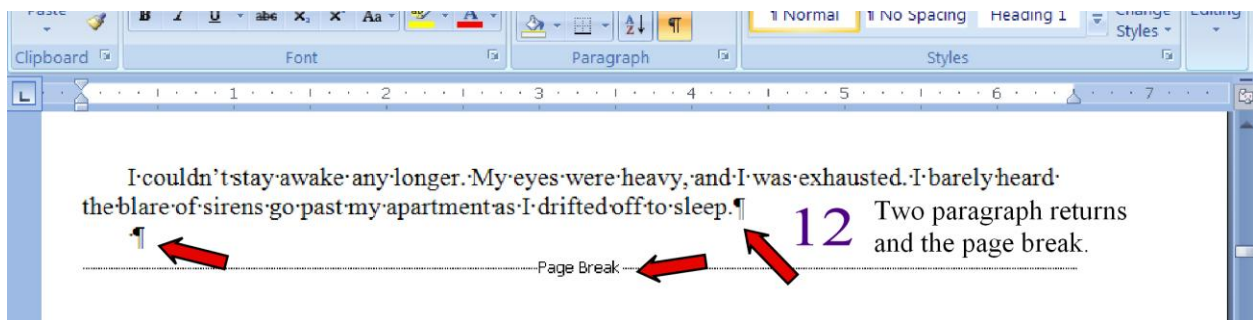 Paste B I U abe X, X Aa A A ¶ ¶ Normal ¶ No Spacing Heading 1 Change Editing
Styles
Clipboard Font Paragraph Styles
L 1 2 3 4 5 6 7
I·couldn't·stay·awake·any·longer.·My·eyes·were·heavy,·and·I·was·exhausted.·I·barely·heard·
the·blare·of·sirens·go·past·my·apartment·as·I·drifted·off·to·sleep.¶
12 Two paragraph returns
and the page break.
·¶
Page Break